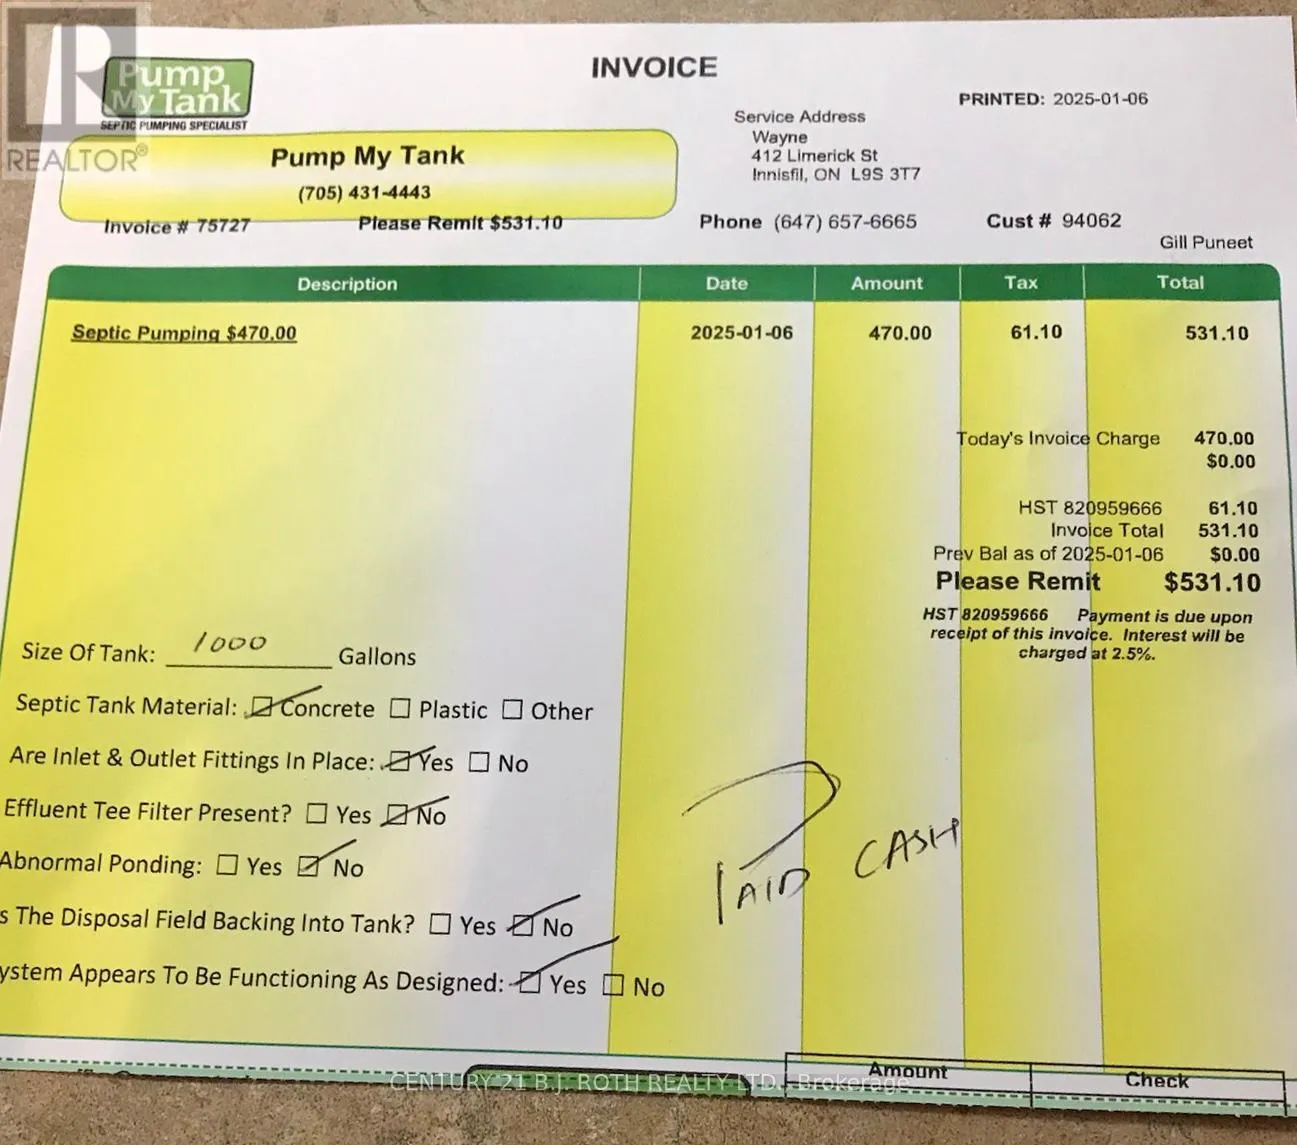 INVOICE
Pump
My Tank
SEPTIC PUMPING SPECIALIST
REALTOR®
PRINTED: 2025-01-06
Service Address
Wayne
412 Limerick St
Innisfil, ON L9S 3T7
Pump My Tank
(705) 431-4443
Invoice # 75727 Please Remit $531.10 Phone (647) 657-6665 Cust # 94062
Gill Puneet
Description Date Amount Tax Total
Septic Pumping $470.00 2025-01-06 470.00 61.10 531.10
Today's Invoice Charge 470.00
$0.00
HST 820959666 61.10
Invoice Total 531.10
Prev Bal as of 2025-01-06 $0.00
Please Remit $531.10
HST 820959666 Payment is due upon
receipt of this invoice. Interest will be
charged at 2.5%.
Size Of Tank: 1000 Gallons
Septic Tank Material: ☑ Concrete ☐ Plastic ☐ Other
Are Inlet & Outlet Fittings In Place: ☑ Yes ☐ No
Effluent Tee Filter Present? ☐ Yes ☑ No
Abnormal Ponding: ☐ Yes ☑ No
s The Disposal Field Backing Into Tank? ☐ Yes ☑ No
ystem Appears To Be Functioning As Designed: ☑ Yes ☐ No
PAID CASH
Amount Check
CENTURY 21 B.J. ROTH REALTY LTD., Brokerage